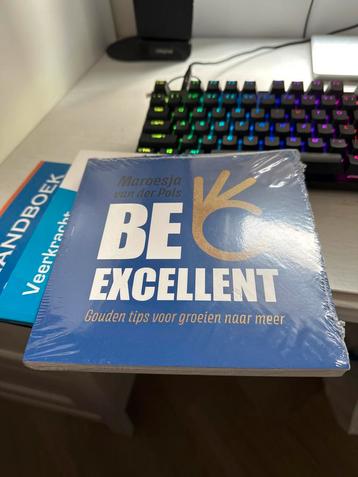 Maroesja
van der Pols
BE
EXCELLENT
Gouden tips voor groeien naar meer
ANDBOEK
Veerkracht